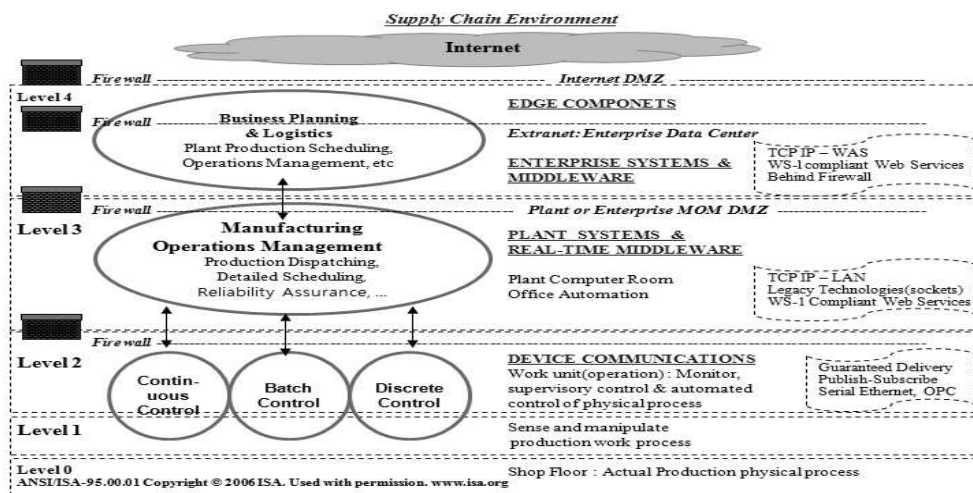 Supply Chain Environment
Internet
Firewall Internet DMZ
Level 4
EDGE COMPONETS
Business Planning
Firewall
& Logistics
Plant Production Scheduling,
Operations Management, etc
Extranet: Enterprise Data Center
ENTERPRISE SYSTEMS &
MIDDLEWARE
TCP IP – WAS
WS-1compliant Web Services
Behind Firewall
Firewall Plant or Enterprise MOM DMZ
Level 3
Manufacturing
Operations Management
Production Dispatching,
Detailed Scheduling,
Reliability Assurance, ...
PLANT SYSTEMS &
REAL-TIME MIDDLEWARE
Plant Computer Room
Office Automation
TCP IP – LAN
Legacy Technologies(sockets)
WS-1 Compliant Web Services
Firewall
Level 2
Contin-
uous
Control
Batch
Control
Discrete
Control
DEVICE COMMUNICATIONS
Work unit(operation) : Monitor,
supervisory control & automated
control of physical process
Guaranteed Delivery
Publish-Subscribe
Serial Ethernet, OPC
Level 1
Sense and manipulate
production work process
Level 0
Shop Floor : Actual Production physical process
ANSI/ISA-95.00.01 Copyright © 2006 ISA. Used with permission. www.isa.org